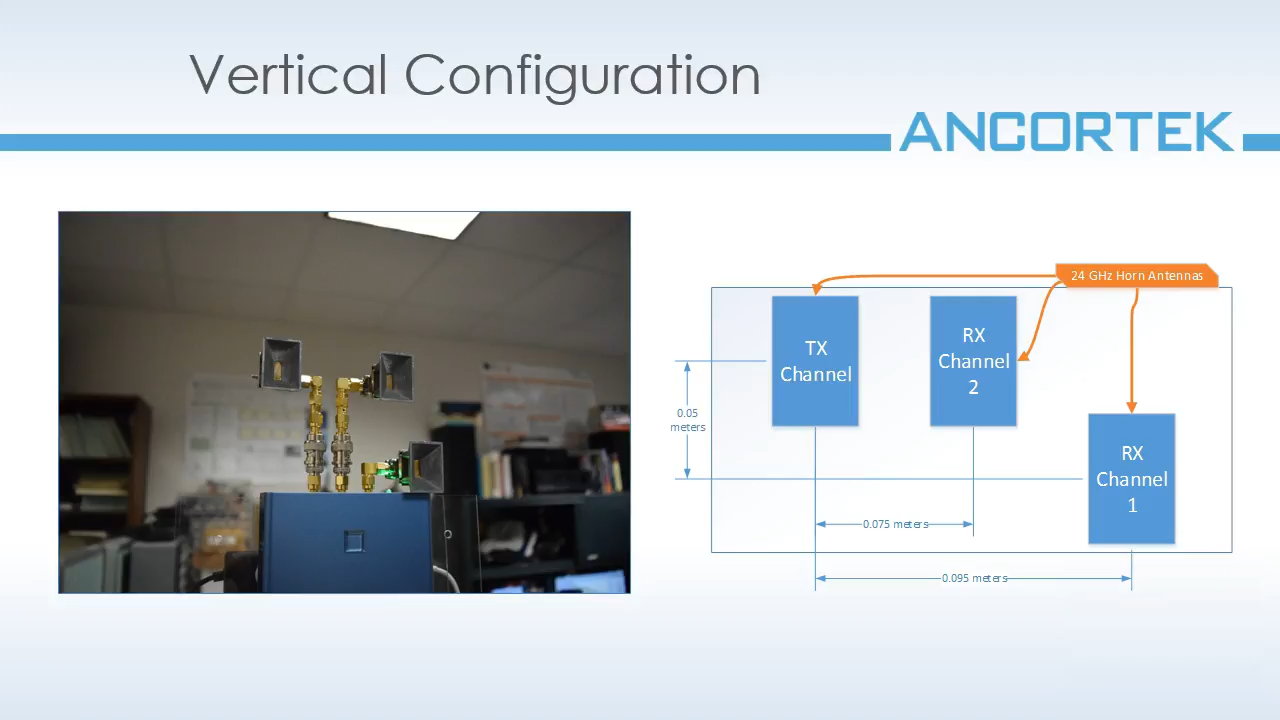 Vertical Configuration
ANCORTEK
24 GHz Horn Antennas
TX
Channel
RX
Channel
2
RX
Channel
1
0.05
meters
0.075 meters
0.095 meters